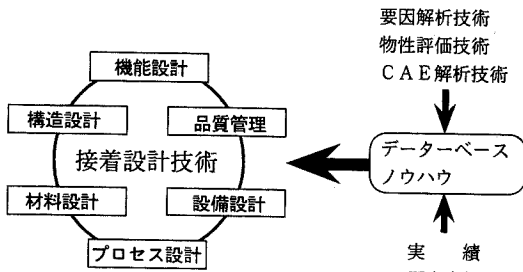 要因解析技術
物性評価技術
CAE解析技術
機能設計
構造設計
品質管理
接着設計技術
データーベース
ノウハウ
材料設計
設備設計
プロセス設計
実　績